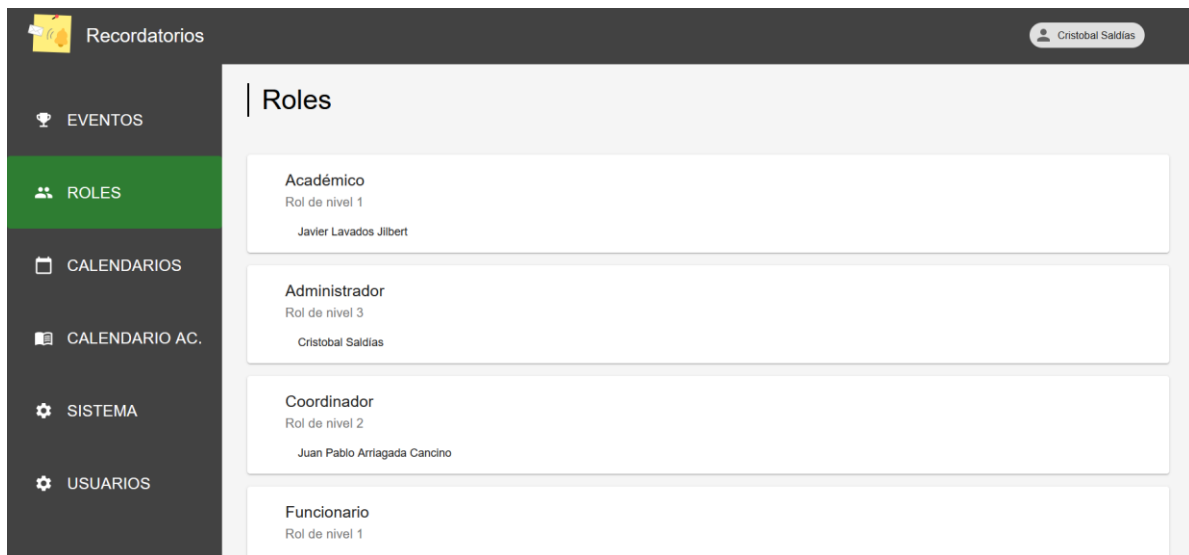 Recordatorios
Cristobal Saldías
EVENTOS
ROLES
CALENDARIOS
CALENDARIO AC.
SISTEMA
USUARIOS
Roles
Académico
Rol de nivel 1
Javier Lavados Jilbert
Administrador
Rol de nivel 3
Cristobal Saldías
Coordinador
Rol de nivel 2
Juan Pablo Arriagada Cancino
Funcionario
Rol de nivel 1